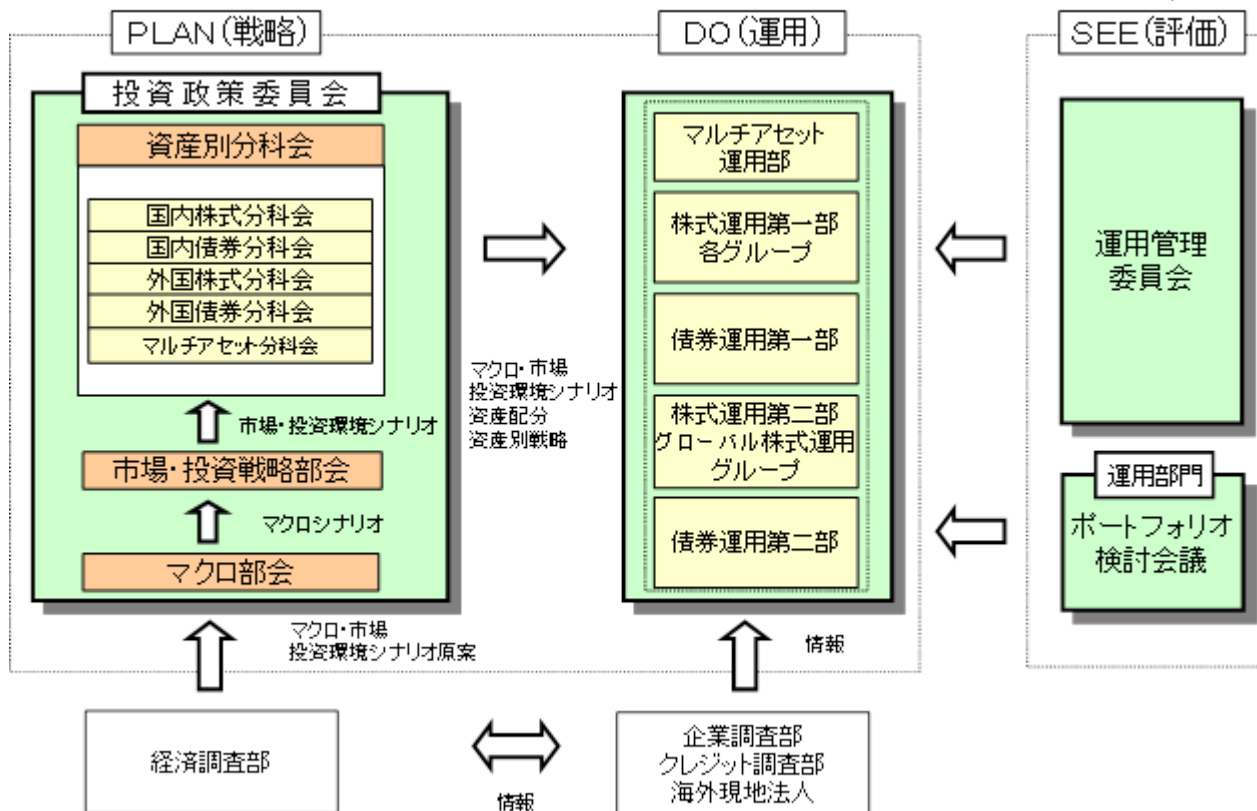 PLAN(戦略)
投資政策委員会
資産別分科会
国内株式分科会
国内債券分科会
外国株式分科会
外国債券分科会
マルチアセット分科会
市場・投資環境シナリオ
市場・投資戦略部会
マクロシナリオ
マクロ部会
マクロ・市場
投資環境シナリオ原案
経済調査部
マクロ・市場
投資環境シナリオ
資産配分
資産別戦略
DO(運用)
マルチアセット
運用部
株式運用第一部
各グループ
債券運用第一部
株式運用第二部
グローバル株式運用
グループ
債券運用第二部
情報
企業調査部
クレジット調査部
海外現地法人
情報
SEE(評価)
運用管理
委員会
運用部門
ポートフォリオ
検討会議